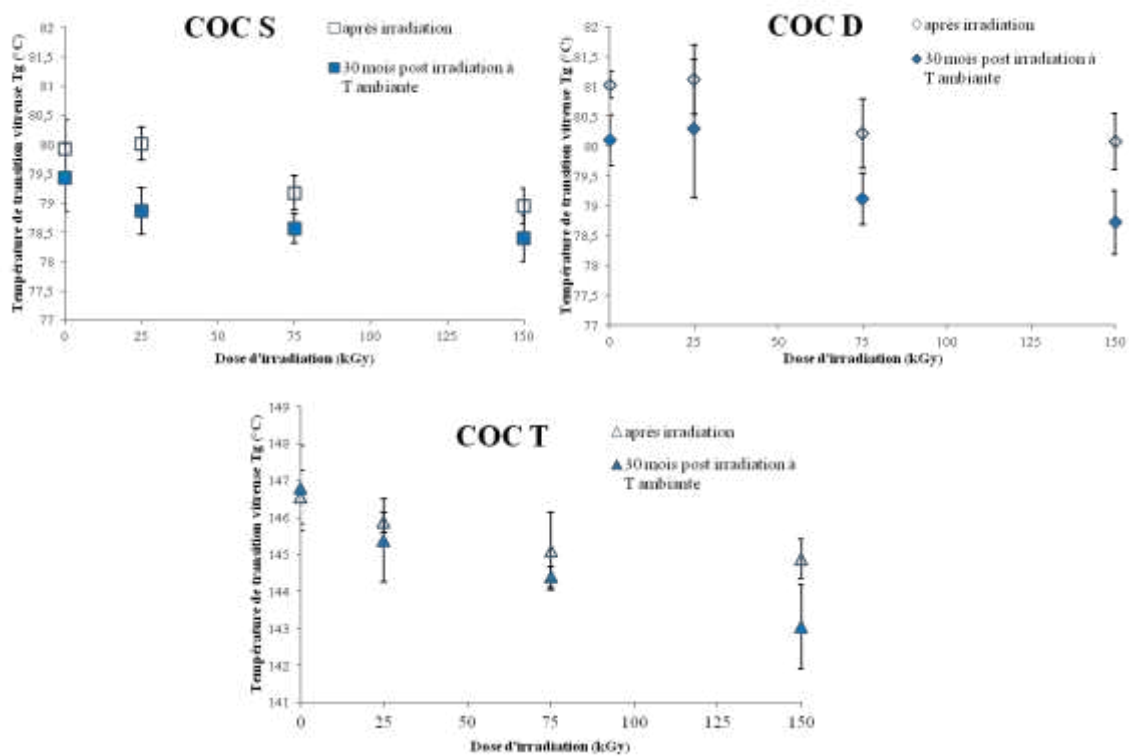 COC S
après irradiation
30 mois post irradiation à
T ambiante
Température de transition vitreuse Tg (°C)
82
81,5
81
80,5
80
79,5
79
78,5
78
77,5
77
0
25
50
75
100
125
150
Dose d'irradiation (kGy)
COC D
après irradiation
30 mois post irradiation à
T ambiante
Température de transition vitreuse Tg (°C)
82
81,5
81
80,5
80
79,5
79
78,5
78
77,5
77
0
25
50
75
100
125
150
Dose d'irradiation (kGy)
COC T
après irradiation
30 mois post irradiation à
T ambiante
Température de transition vitreuse Tg (°C)
149
148
147
146
145
144
143
142
141
0
25
50
75
100
125
150
Dose d'irradiation (kGy)